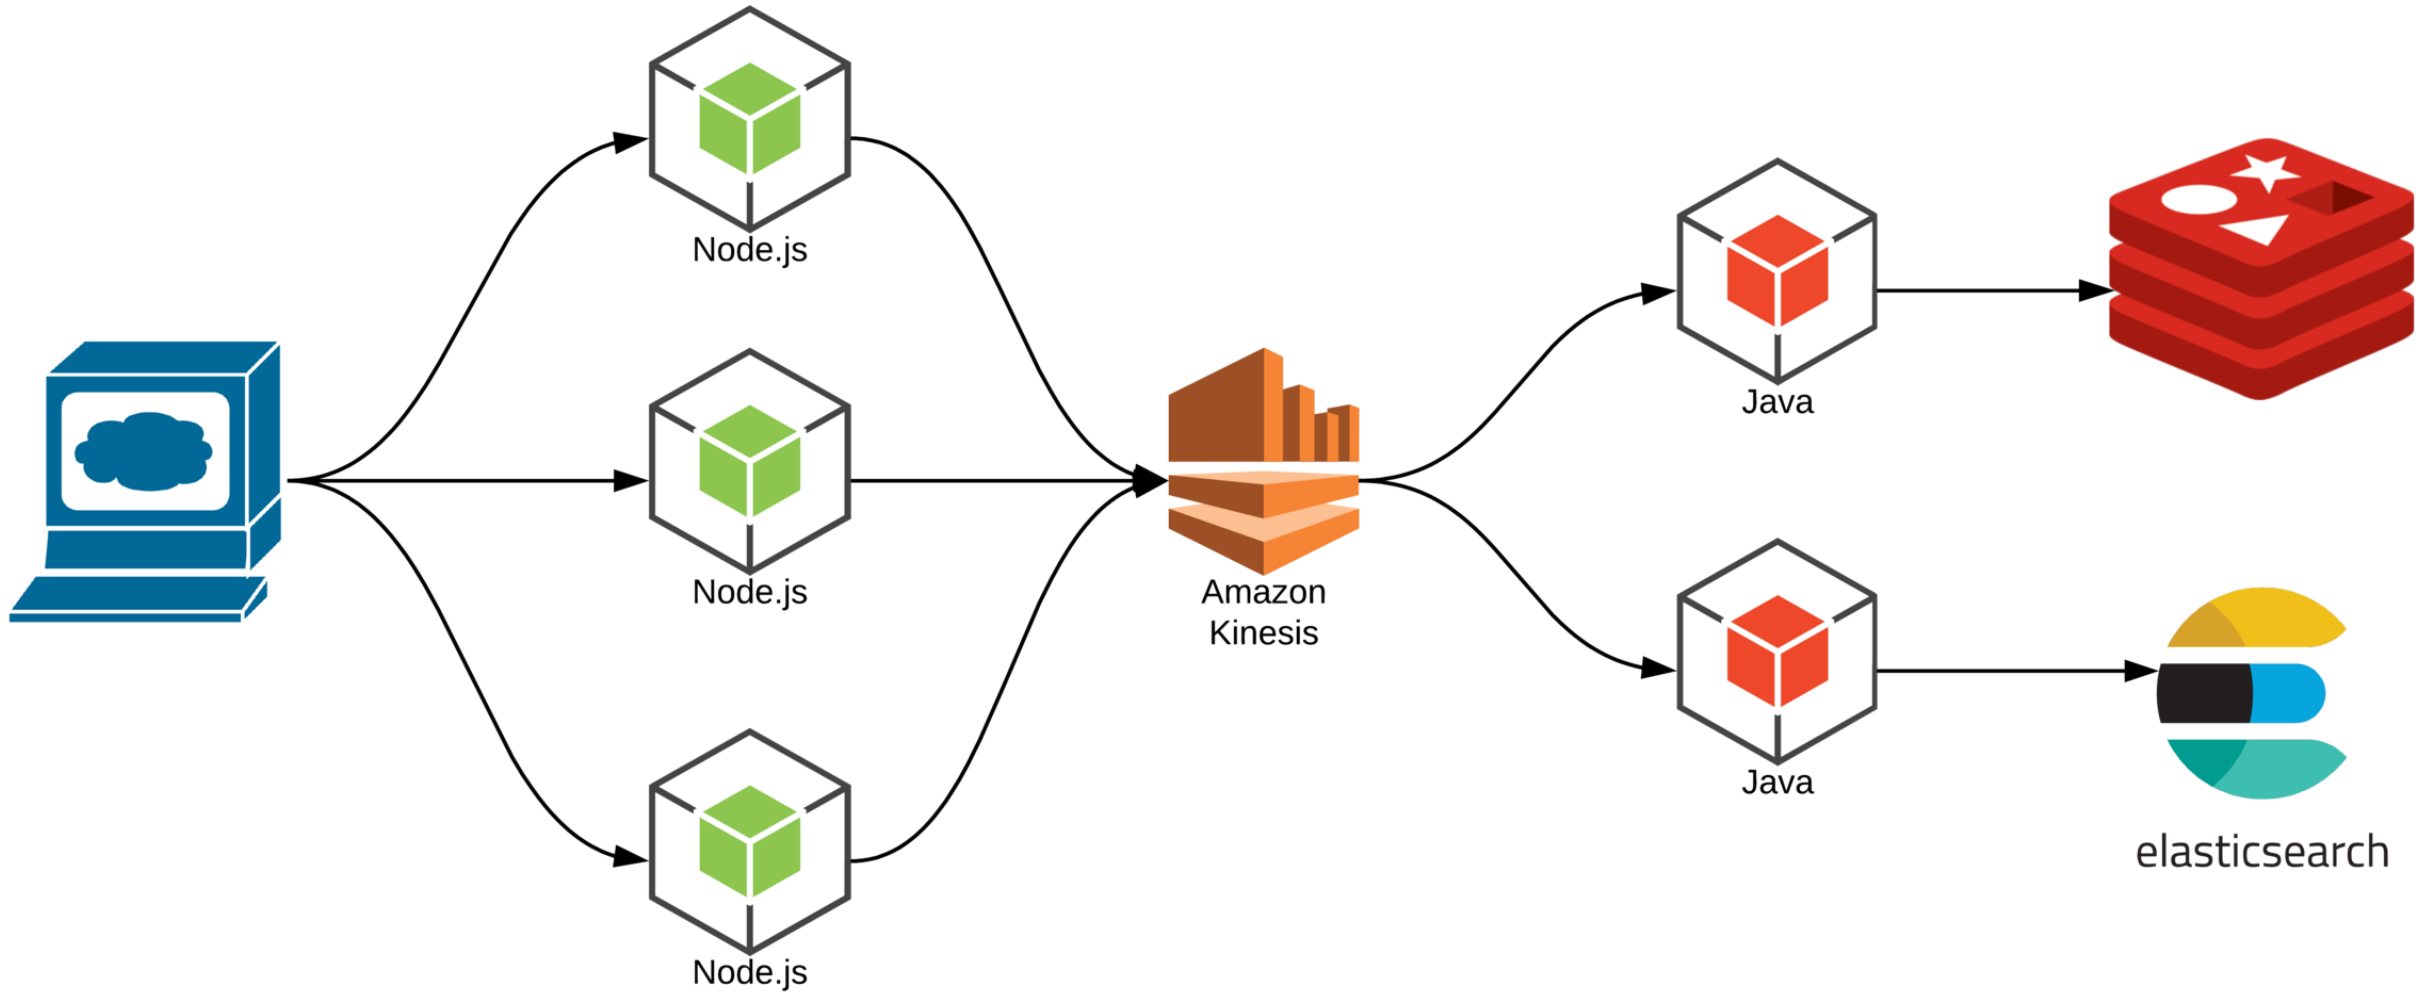 Node.js
Node.js
Node.js
Amazon
Kinesis
Java
Java
elasticsearch